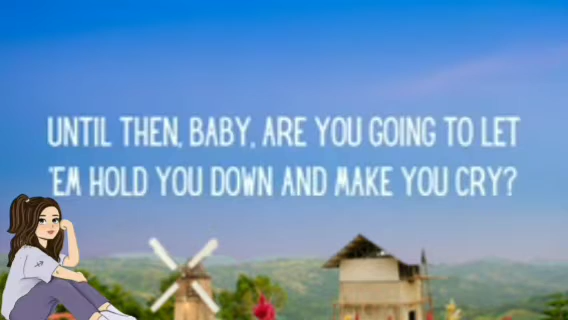 UNTIL THEN, BABY, ARE YOU GOING TO LET
'EM HOLD YOU DOWN AND MAKE YOU CRY?